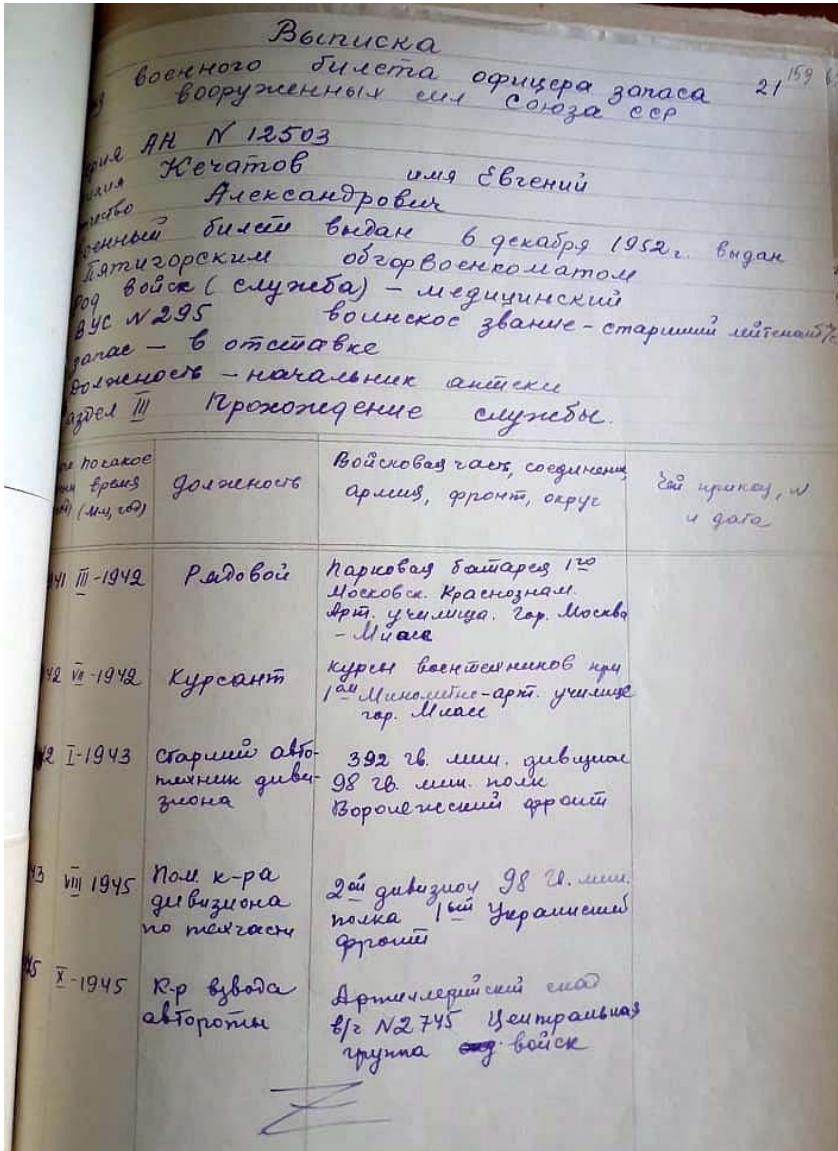 Выписка
159
21
военного билета офицера запаса
вооруженных сил Союза ССР
АН N 12503
Кечатов имя Евгений
Александрович
билет выдан 6 декабря 1952 г. выдан
Пятигорским обгорвоенкоматом
род войск (служба) – медицинский
ВУС N 295 воинское звание – старший лейтенант
запас – в отставке
должность – начальник аптеки
III Прохождение службы.
по какое
время
(м-ц, год)
должность
Войсковая часть, соединение,
армия, фронт, округ
Чей приказ, N
и дата
III-1942
Рядовой
Парковая батарея 1го
Московск. Краснознам.
Арт. училища. Гор. Москва
– Миасс
VII-1942
Курсант
курсы воентехников при
1ом Минометно-арт. училище
гор. Миасс
I-1943
Старший авто-
техник диви-
зиона
392 гв. мин. дивизион
98 гв. мин. полк
Воронежский фронт
VIII 1945
Пом. к-ра
дивизиона
по техчасти
2ой дивизион 98 гв. мин.
полка 1ый Украинский
фронт
X-1945
К-р взвода
автороты
Артиллерийский склад
в/ч N2745 Центральная
группа войск